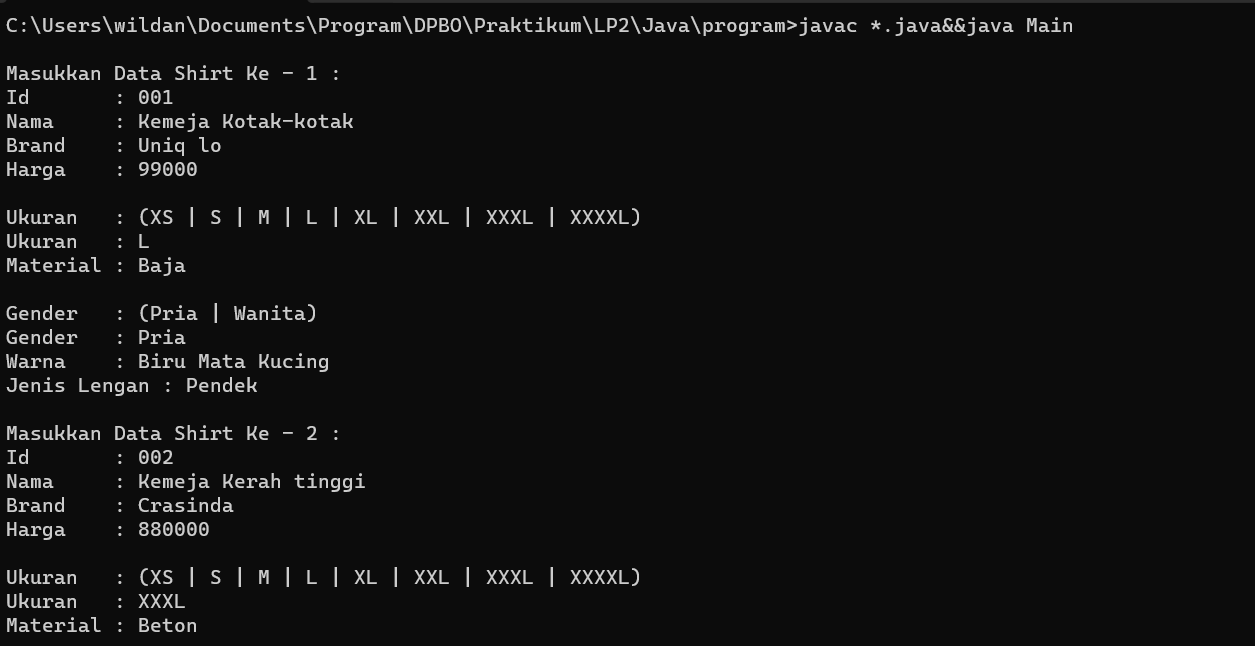 C:\Users\wildan\Documents\Program\DPBO\Praktikum\LP2\Java\program>javac *.java&&java Main
Masukkan Data Shirt Ke - 1 :
Id       : 001
Nama     : Kemeja Kotak-kotak
Brand    : Uniq lo
Harga    : 99000
Ukuran   : (XS | S | M | L | XL | XXL | XXXL | XXXXL)
Ukuran   : L
Material : Baja
Gender   : (Pria | Wanita)
Gender   : Pria
Warna    : Biru Mata Kucing
Jenis Lengan : Pendek
Masukkan Data Shirt Ke - 2 :
Id       : 002
Nama     : Kemeja Kerah tinggi
Brand    : Crasinda
Harga    : 880000
Ukuran   : (XS | S | M | L | XL | XXL | XXXL | XXXXL)
Ukuran   : XXXL
Material : Beton